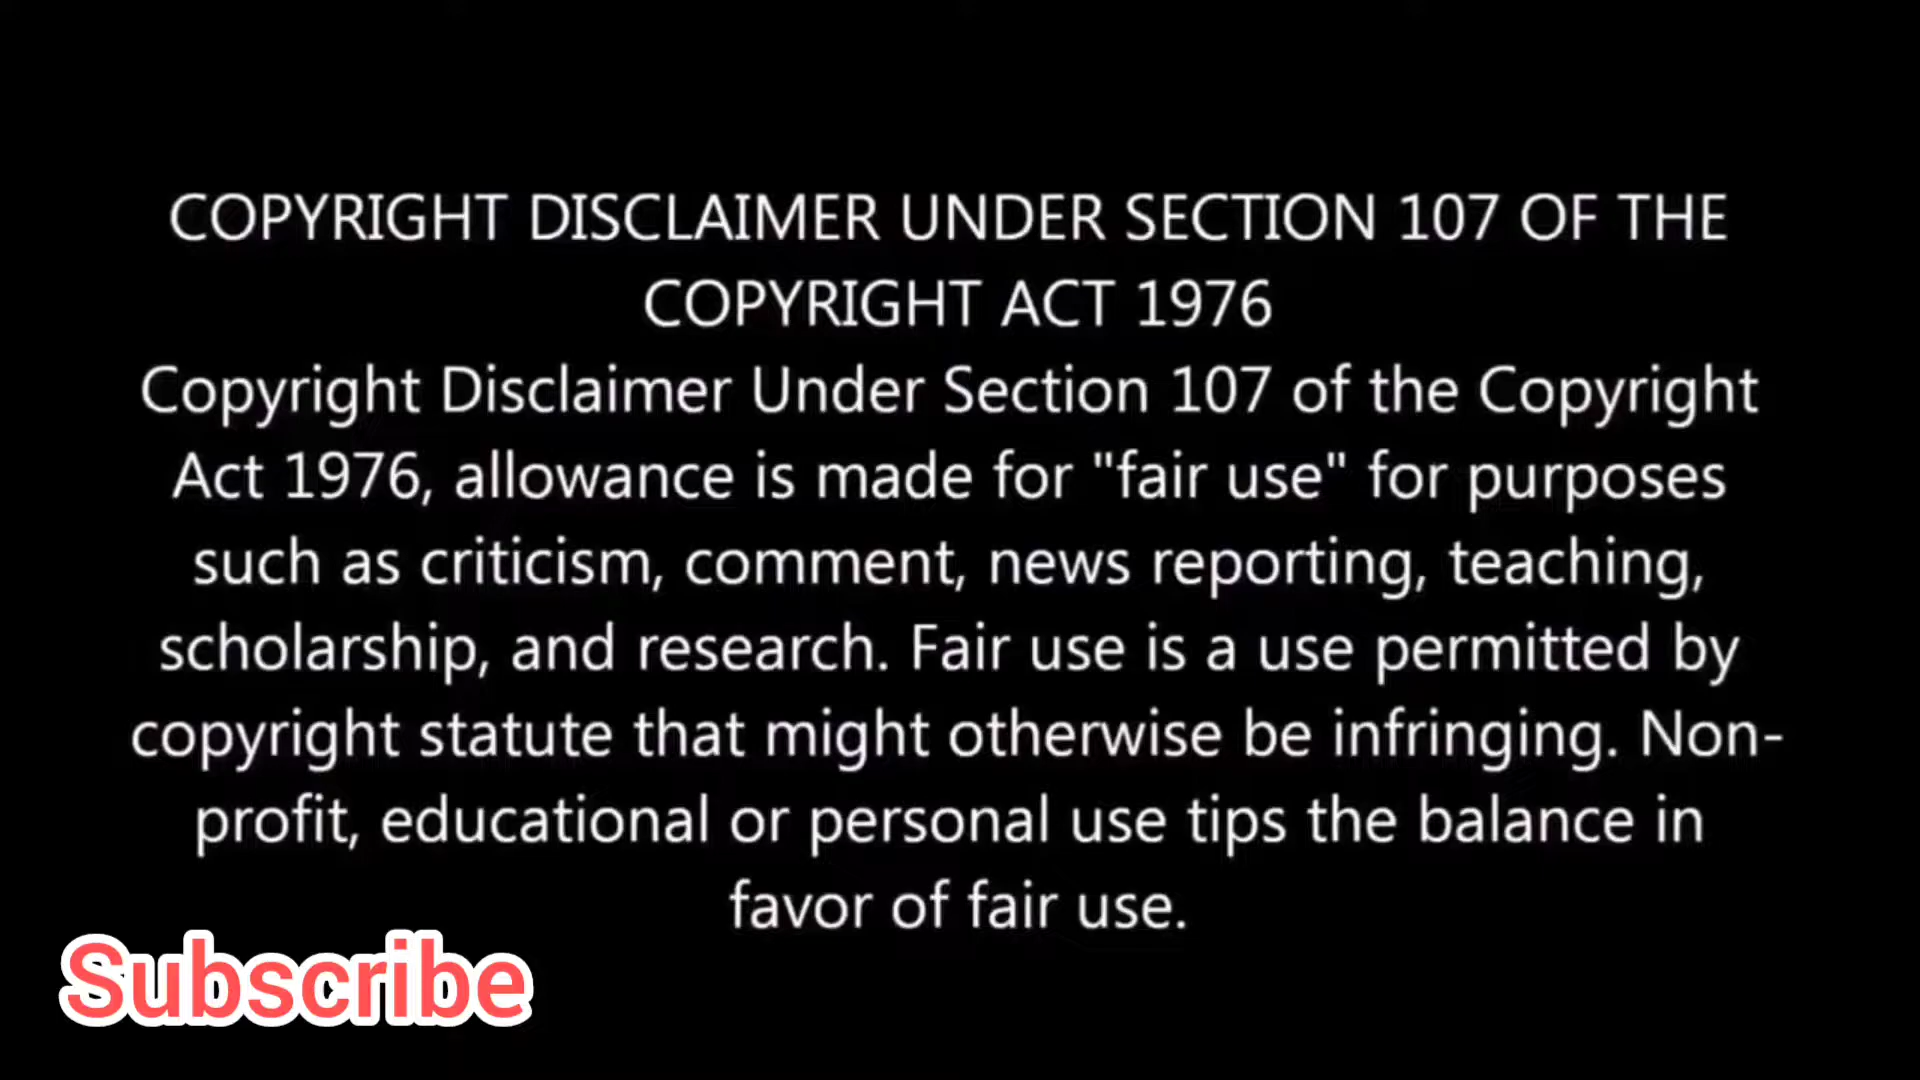 COPYRIGHT DISCLAIMER UNDER SECTION 107 OF THE
COPYRIGHT ACT 1976
Copyright Disclaimer Under Section 107 of the Copyright
Act 1976, allowance is made for "fair use" for purposes
such as criticism, comment, news reporting, teaching,
scholarship, and research. Fair use is a use permitted by
copyright statute that might otherwise be infringing. Non-
profit, educational or personal use tips the balance in
favor of fair use.
Subscribe